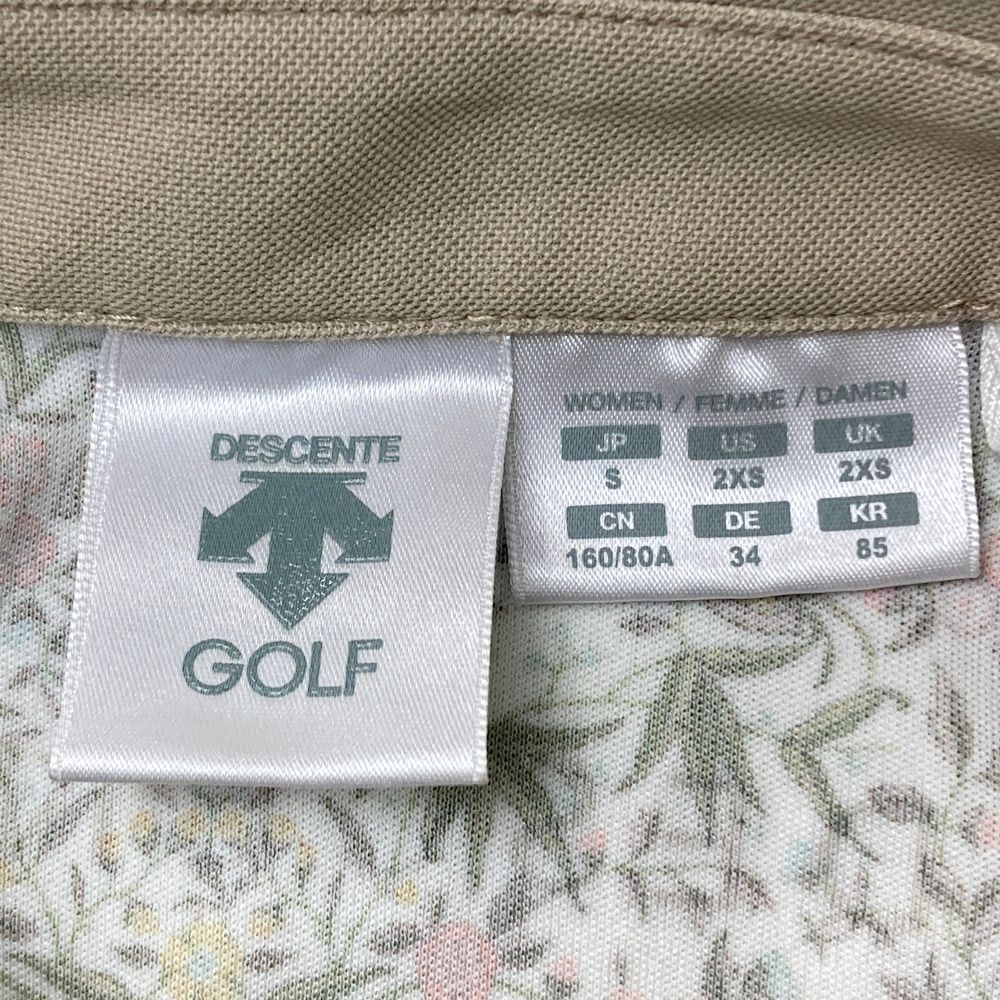 DESCENTE
GOLF
WOMEN / FEMME / DAMEN
JP US UK
S 2XS 2XS
CN DE KR
160/80A 34 85